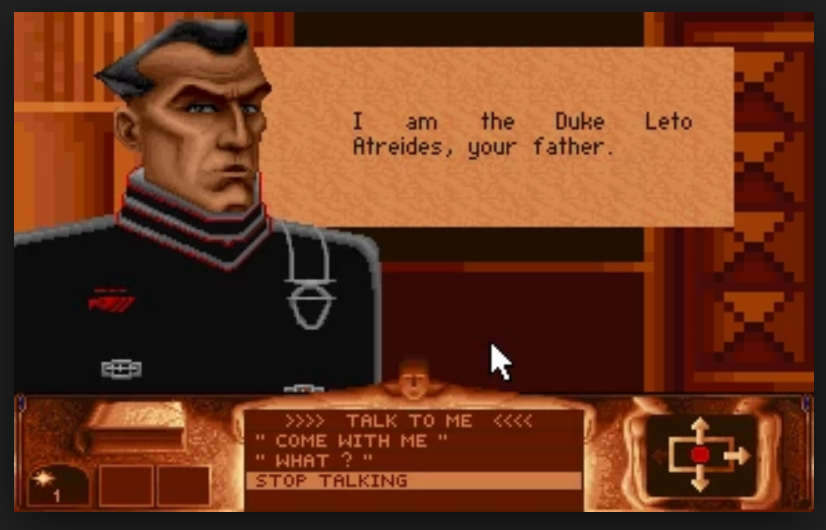 I am the Duke Leto
Atreides, your father.
>>>> TALK TO ME <<<<
" COME WITH ME "
" WHAT ? "
STOP TALKING
1